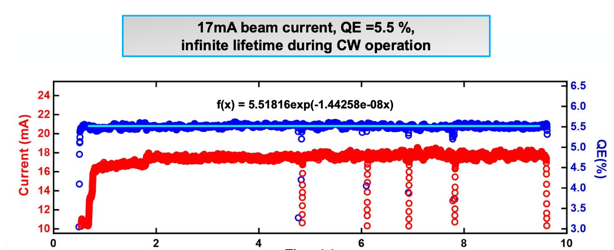 17mA beam current, QE =5.5 %,
infinite lifetime during CW operation
f(x) = 5.51816exp(-1.44258e-08x)
Current (mA)
24
22
20
18
16
14
12
10
QE(%)
6.5
6.0
5.5
5.0
4.5
4.0
3.5
3.0
0 2 4 6 8 10